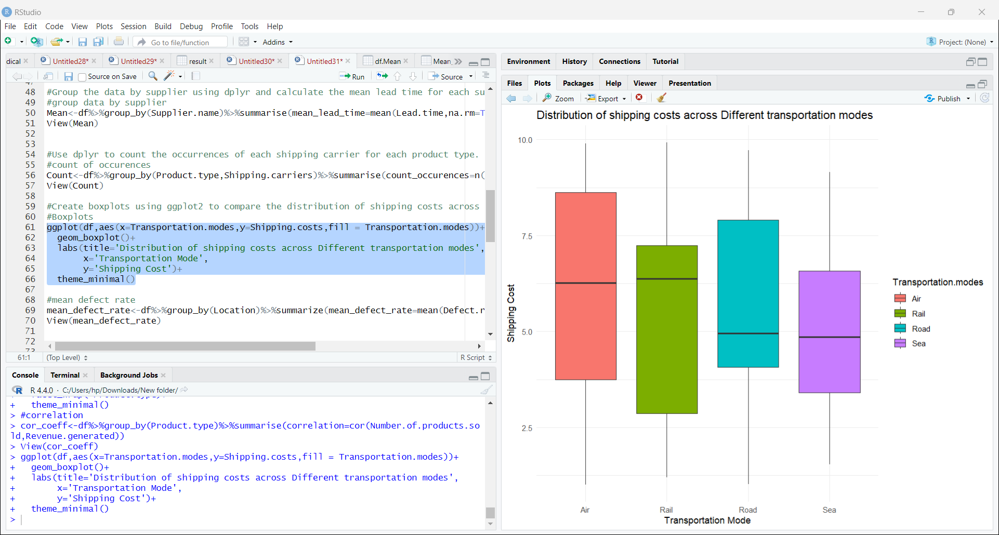 RStudio
File Edit Code View Plots Session Build Debug Profile Tools Help
Go to file/function Addins Project: (None)
dical Untitled28* Untitled29* result Untitled30* Untitled31* df.Mean Mean_
Source on Save Run Source
48 #Group the data by supplier using dplyr and calculate the mean lead time for each su
49 #group data by supplier
50 Mean<-df%>%group_by(Supplier.name)%>%summarise(mean_lead_time=mean(Lead.time,na.rm=T
51 View(Mean)
52
53
54 #Use dplyr to count the occurrences of each shipping carrier for each product type.
55 #count of occurences
56 Count<-df%>%group_by(Product.type,Shipping.carriers)%>%summarise(count_occurences=n(
57 View(Count)
58
59 #Create boxplots using ggplot2 to compare the distribution of shipping costs across
60 #Boxplots
61 ggplot(df,aes(x=Transportation.modes,y=Shipping.costs,fill = Transportation.modes))+
62 geom_boxplot()+
63 labs(title='Distribution of shipping costs across Different transportation modes',
64 x='Transportation Mode',
65 y='Shipping Cost')+
66 theme_minimal()
67
68 #mean defect rate
69 mean_defect_rate<-df%>%group_by(Location)%>%summarize(mean_defect_rate=mean(Defect.r
70 View(mean_defect_rate)
71
72
61:1 (Top Level) R Script
Console Terminal Background Jobs
R 4.4.0 · C:/Users/hp/Downloads/New folder/
+ theme_minimal()
> #correlation
> cor_coeff<-df%>%group_by(Product.type)%>%summarise(correlation=cor(Number.of.products.so
ld,Revenue.generated))
> View(cor_coeff)
> ggplot(df,aes(x=Transportation.modes,y=Shipping.costs,fill = Transportation.modes))+
+ geom_boxplot()+
+ labs(title='Distribution of shipping costs across Different transportation modes',
+ x='Transportation Mode',
+ y='Shipping Cost')+
+ theme_minimal()
>
Environment History Connections Tutorial
Files Plots Packages Help Viewer Presentation
Zoom Export Publish
Distribution of shipping costs across Different transportation modes
10.0
7.5
5.0
2.5
Shipping Cost
Air Rail Road Sea
Transportation Mode
Transportation.modes
Air
Rail
Road
Sea